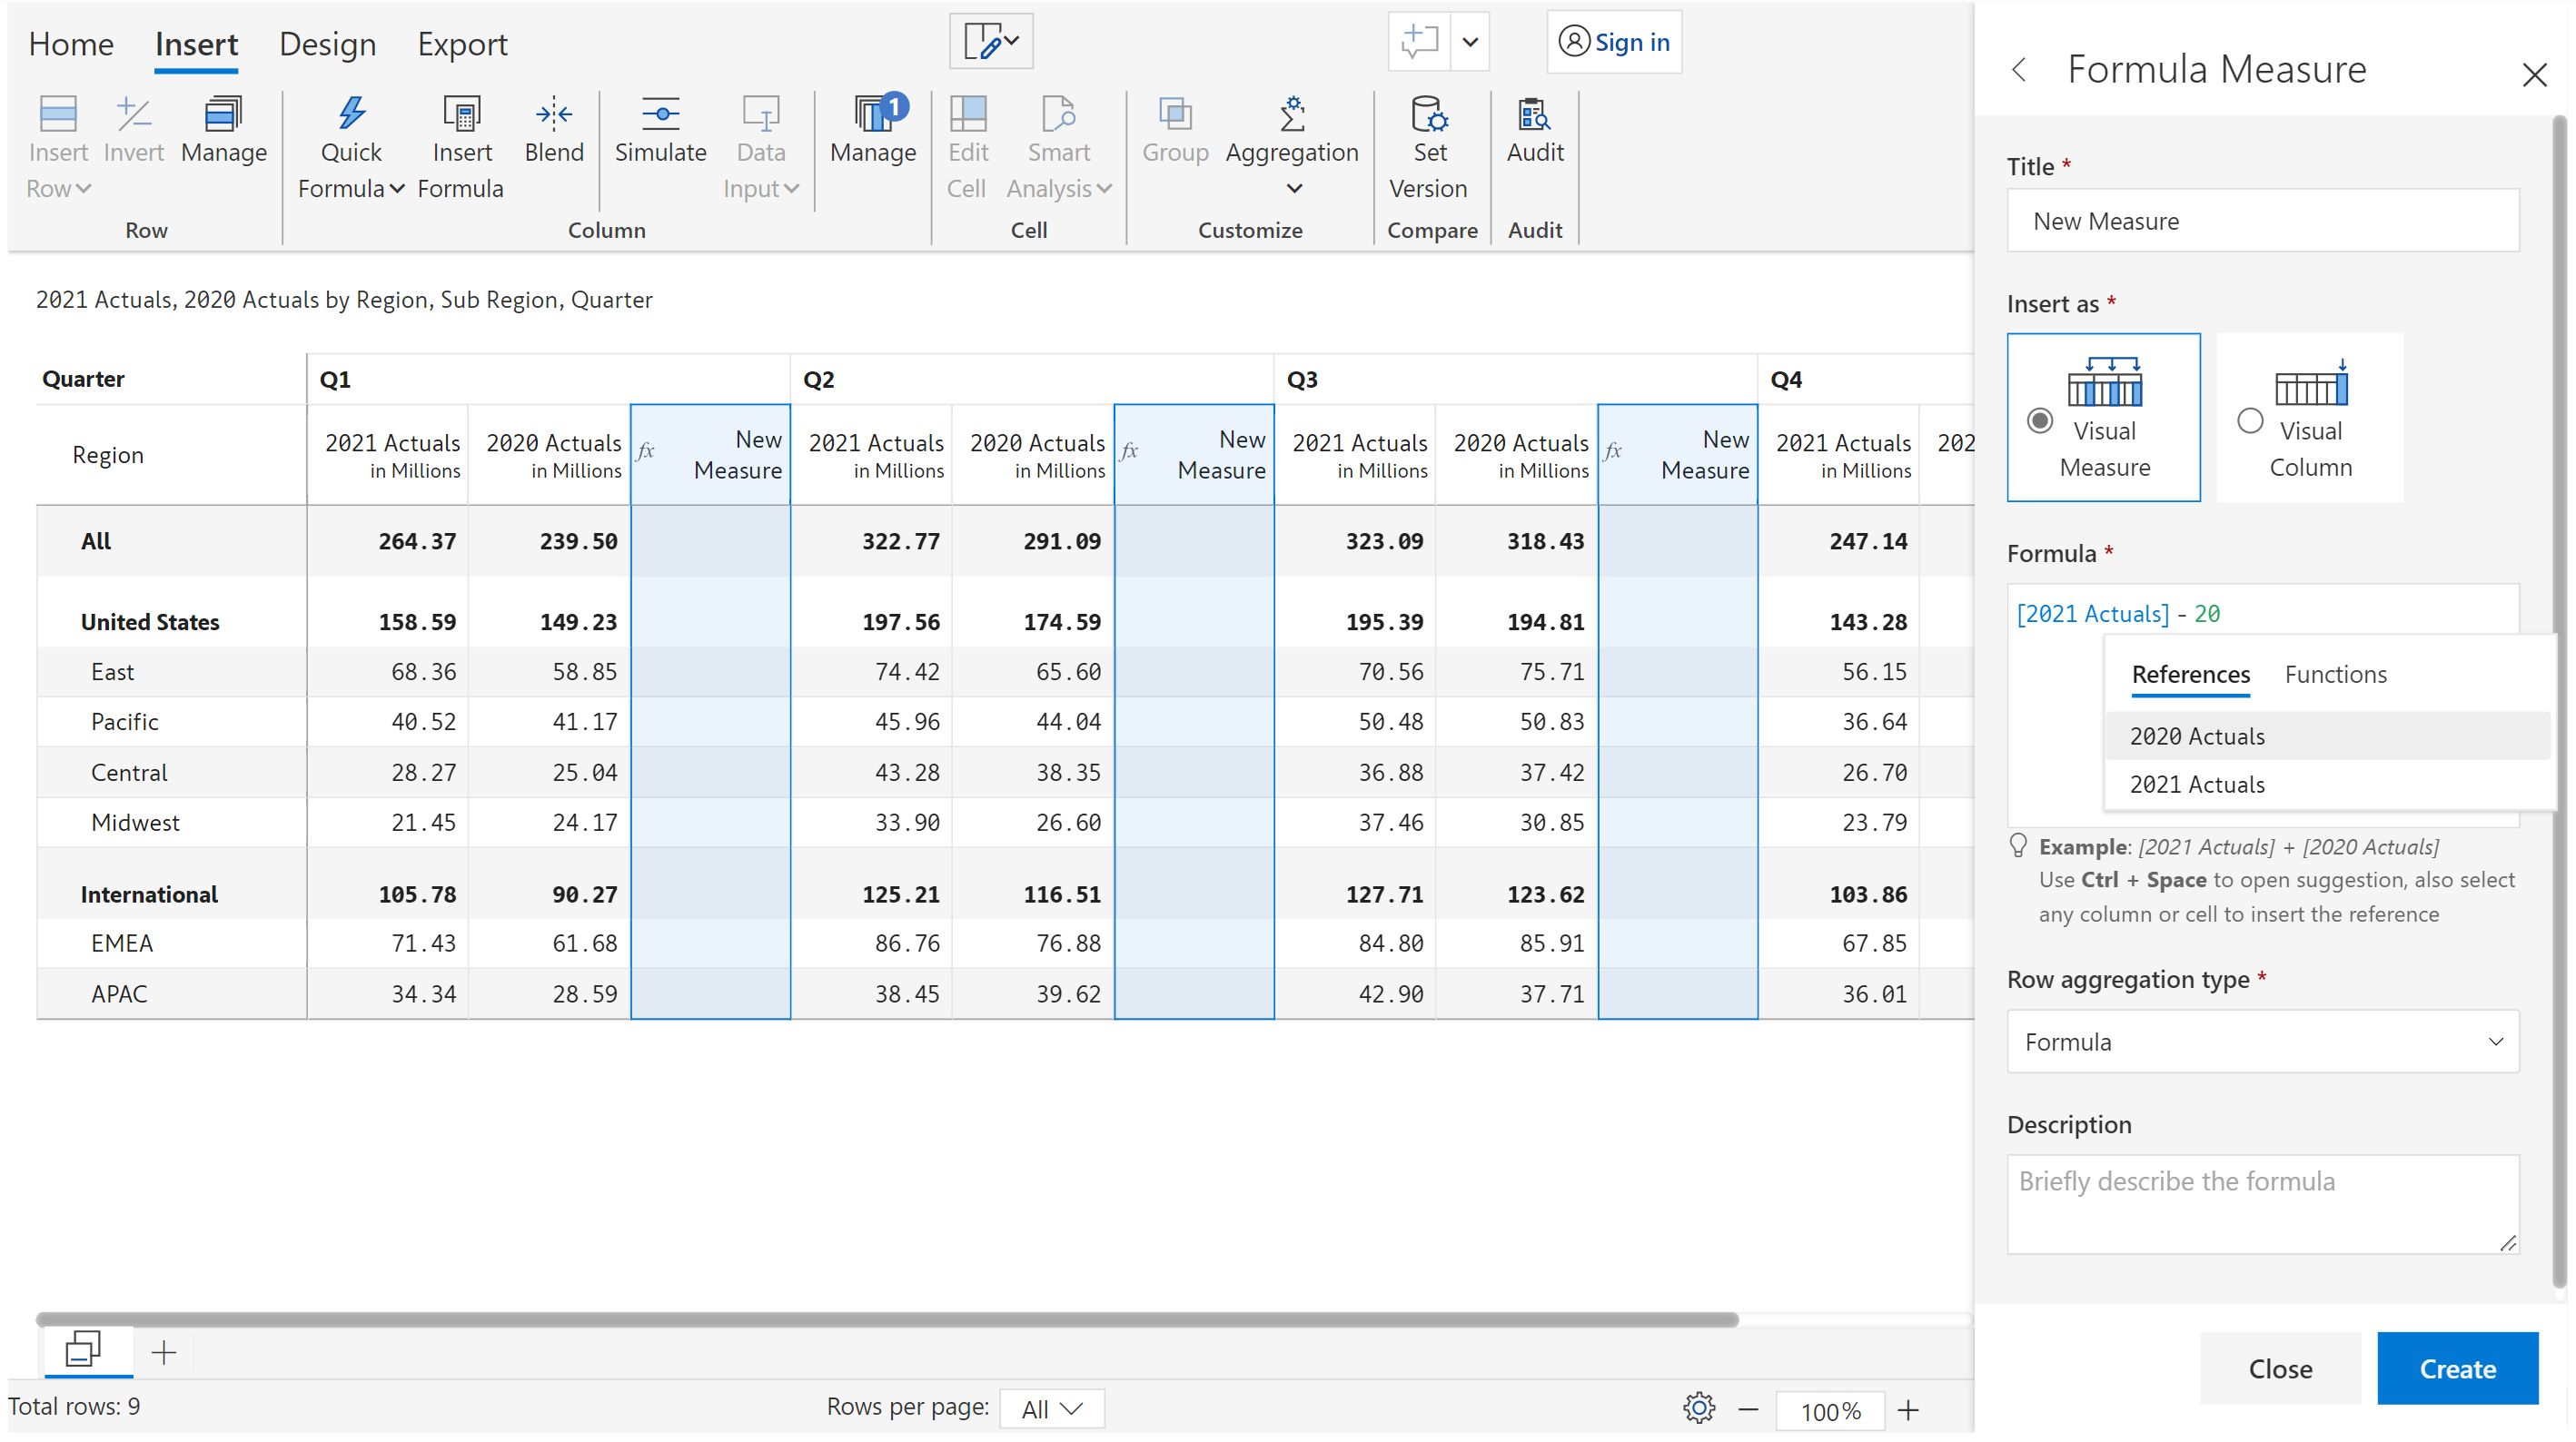 Home Insert Design Export Sign in
Insert Row Invert Manage
Row
Quick Formula Insert Formula Blend Simulate Data Input Manage
Column
1
Edit Cell Smart Analysis
Cell
Group Aggregation
Customize
Set Version
Compare
Audit
Audit
2021 Actuals, 2020 Actuals by Region, Sub Region, Quarter
Quarter Q1 Q2 Q3 Q4
Region 2021 Actuals in Millions 2020 Actuals in Millions fx New Measure 2021 Actuals in Millions 2020 Actuals in Millions fx New Measure 2021 Actuals in Millions 2020 Actuals in Millions fx New Measure 2021 Actuals in Millions 202
All 264.37 239.50 322.77 291.09 323.09 318.43 247.14
United States 158.59 149.23 197.56 174.59 195.39 194.81 143.28
East 68.36 58.85 74.42 65.60 70.56 75.71 56.15
Pacific 40.52 41.17 45.96 44.04 50.48 50.83 36.64
Central 28.27 25.04 43.28 38.35 36.88 37.42 26.70
Midwest 21.45 24.17 33.90 26.60 37.46 30.85 23.79
International 105.78 90.27 125.21 116.51 127.71 123.62 103.86
EMEA 71.43 61.68 86.76 76.88 84.80 85.91 67.85
APAC 34.34 28.59 38.45 39.62 42.90 37.71 36.01
Total rows: 9 Rows per page: All 100%
Formula Measure
Title *
New Measure
Insert as *
Visual Measure
Visual Column
Formula *
[2021 Actuals] - 20
References Functions
2020 Actuals
2021 Actuals
Example: [2021 Actuals] + [2020 Actuals]
Use Ctrl + Space to open suggestion, also select
any column or cell to insert the reference
Row aggregation type *
Formula
Description
Briefly describe the formula
Close Create